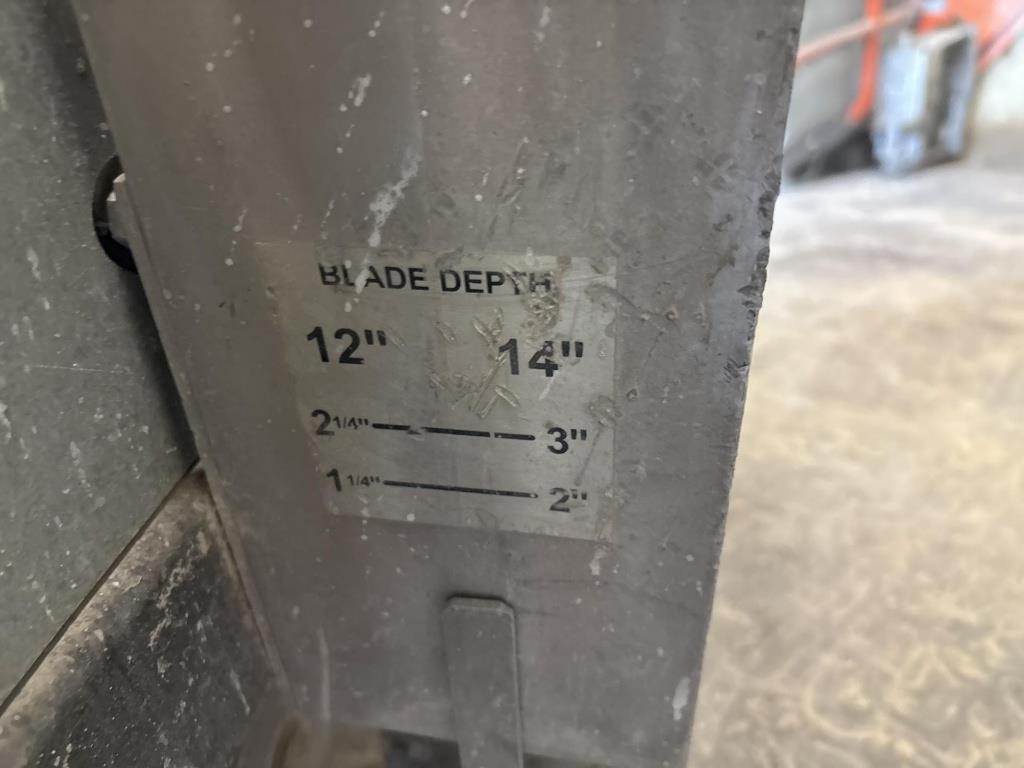 BLADE DEPTH
12" 14"
2 1/4" 3"
1 1/4" 2"